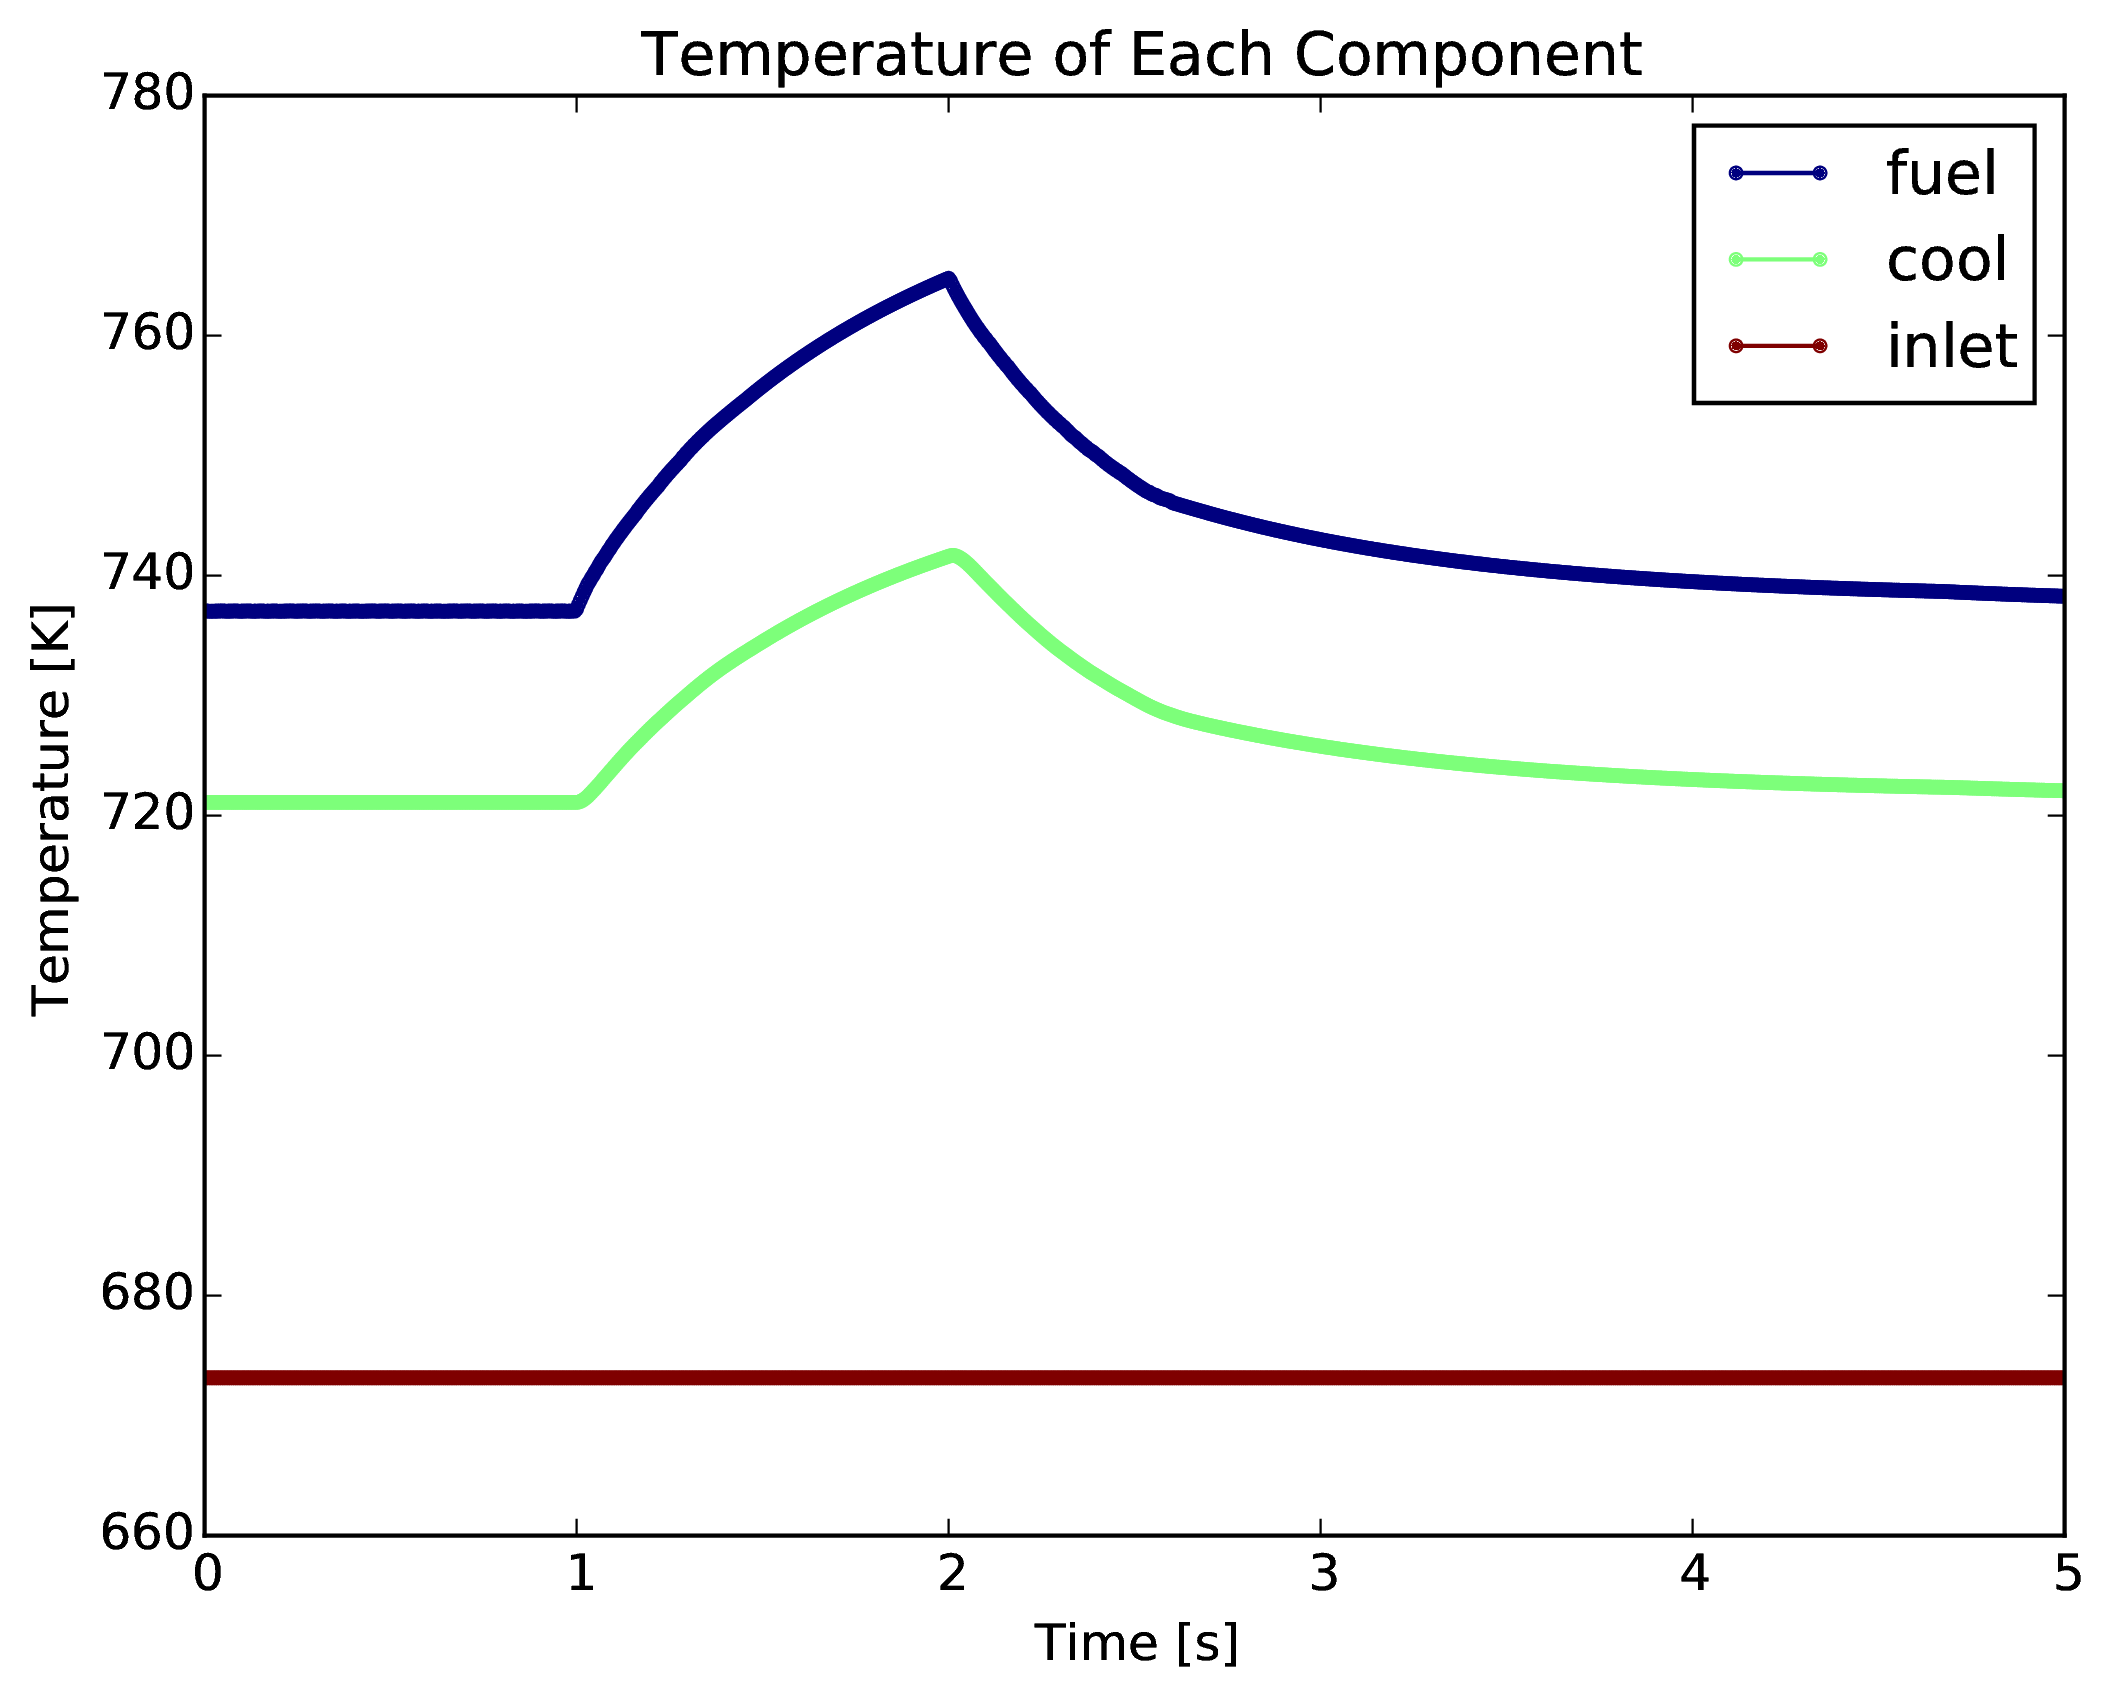 Temperature of Each Component
780
760
740
720
700
680
660
Temperature [K]
fuel
cool
inlet
0 1 2 3 4 5
Time [s]